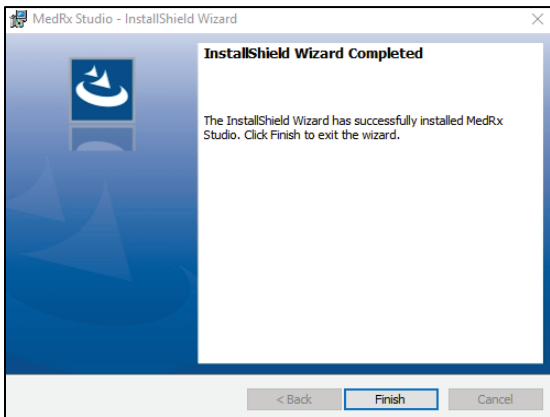 MedRx Studio - InstallShield Wizard
InstallShield Wizard Completed
The InstallShield Wizard has successfully installed MedRx
Studio. Click Finish to exit the wizard.
< Back
Finish
Cancel